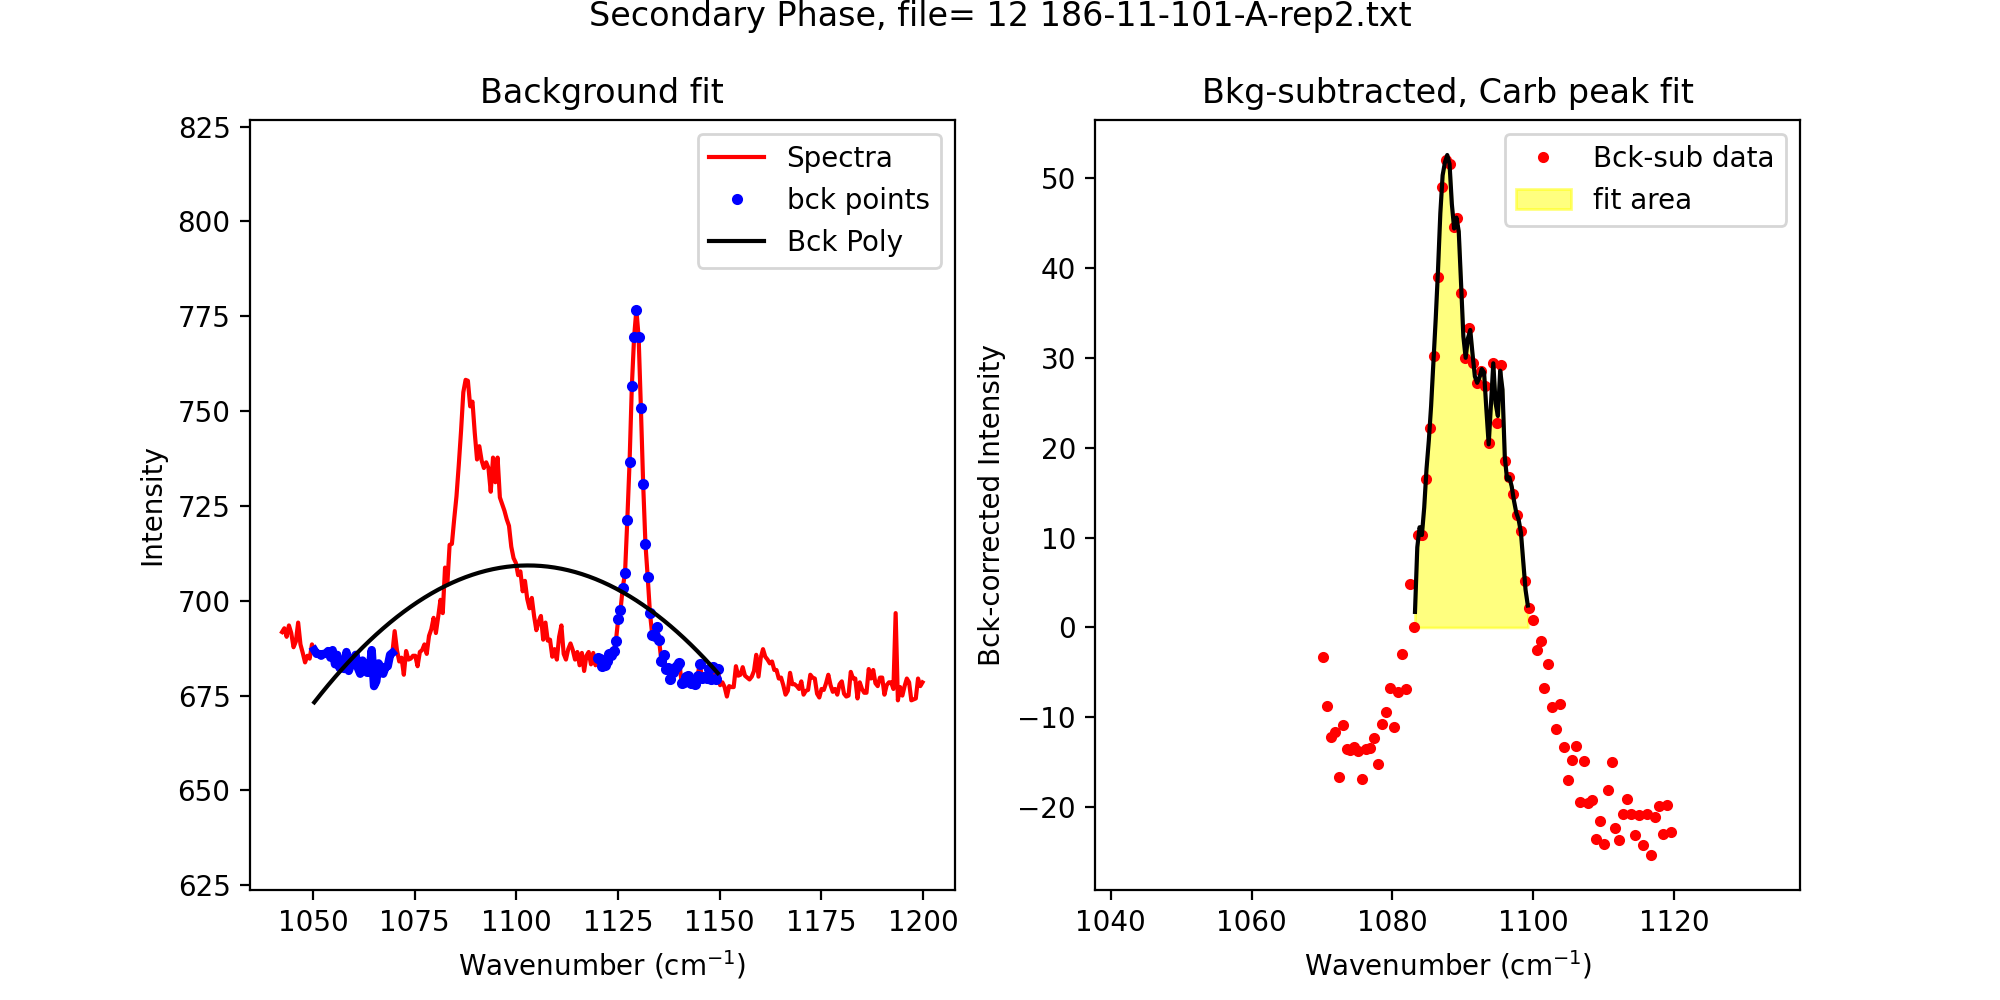 Secondary Phase, file= 12 186-11-101-A-rep2.txt
Background fit
825
800
775
750
725
700
675
650
625
Intensity
1050 1075 1100 1125 1150 1175 1200
Wavenumber (cm⁻¹)
Spectra
bck points
Bck Poly
Bkg-subtracted, Carb peak fit
50
40
30
20
10
0
−10
−20
Bck-corrected Intensity
1040 1060 1080 1100 1120
Wavenumber (cm⁻¹)
Bck-sub data
fit area